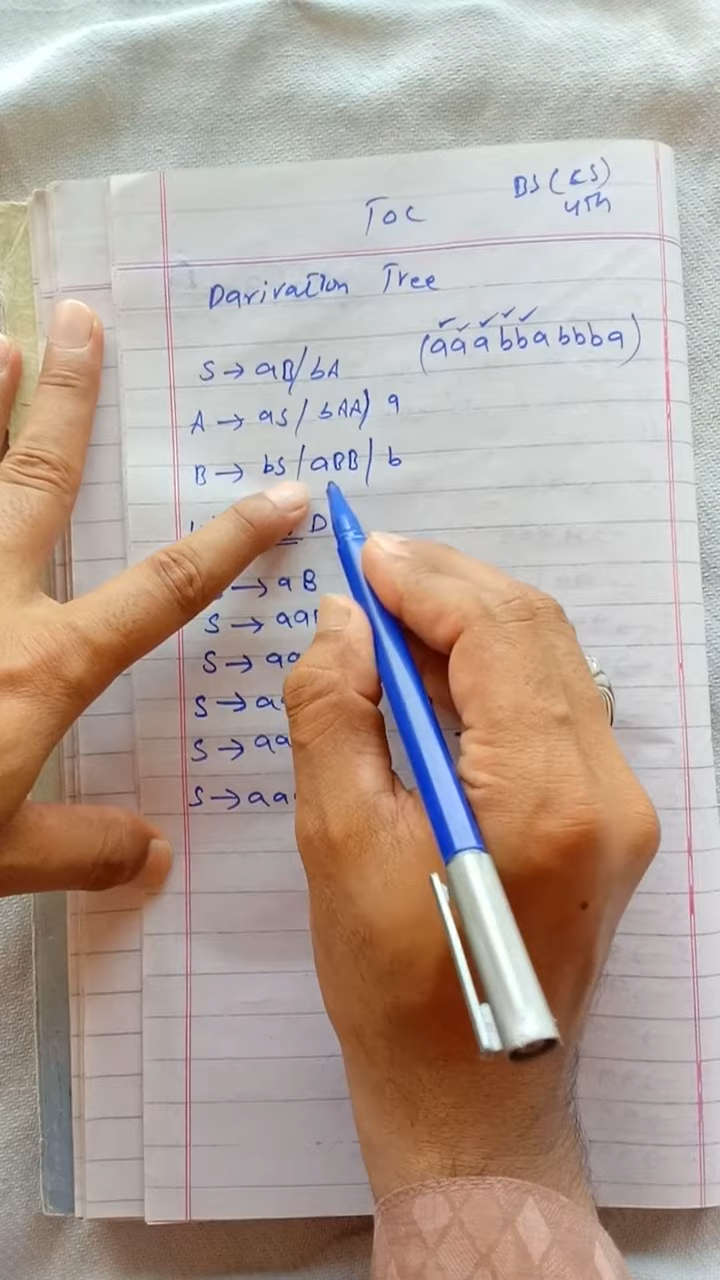 BS (CS)
4Th
Toc
Darivation Tree
(aaabbabbba)
S → aB/bA
A → as/bAA/a
B → bs/aBB/b
D
→ aB
S → aa
S → aa
S → a
S → aa
S → aa